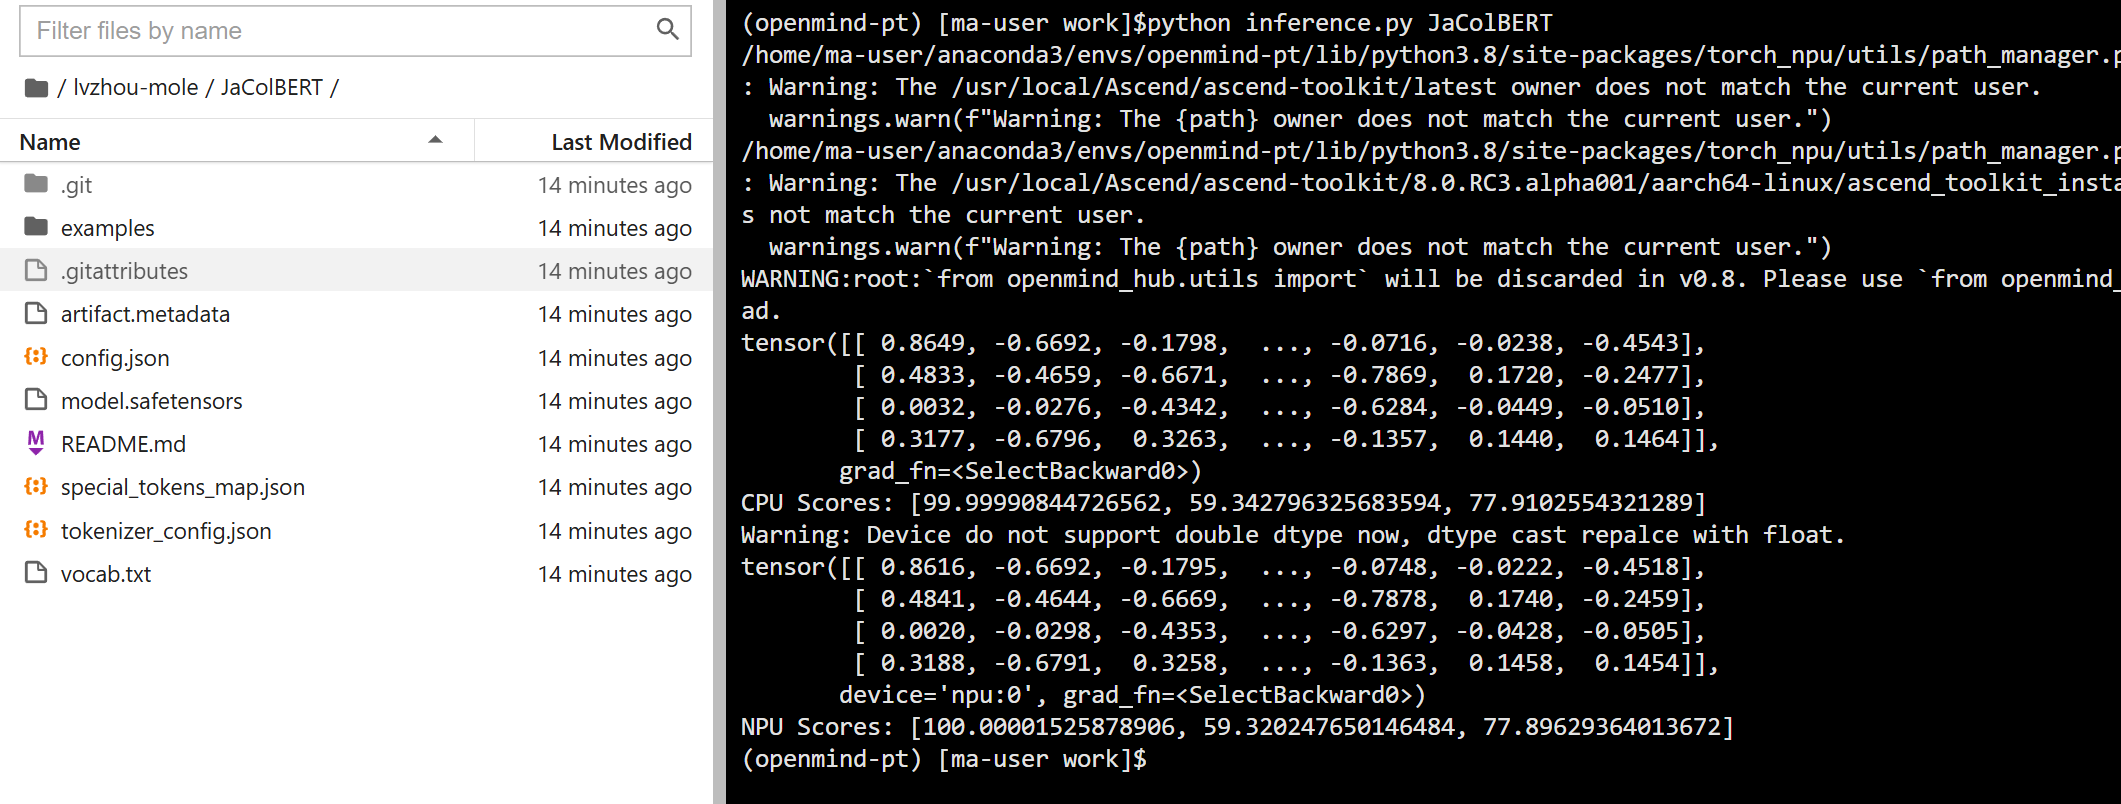 Filter files by name
/ lvzhou-mole / JaColBERT /
Name Last Modified
.git 14 minutes ago
examples 14 minutes ago
.gitattributes 14 minutes ago
artifact.metadata 14 minutes ago
config.json 14 minutes ago
model.safetensors 14 minutes ago
README.md 14 minutes ago
special_tokens_map.json 14 minutes ago
tokenizer_config.json 14 minutes ago
vocab.txt 14 minutes ago
(openmind-pt) [ma-user work]$python inference.py JaColBERT
/home/ma-user/anaconda3/envs/openmind-pt/lib/python3.8/site-packages/torch_npu/utils/path_manager.p
: Warning: The /usr/local/Ascend/ascend-toolkit/latest owner does not match the current user.
  warnings.warn(f"Warning: The {path} owner does not match the current user.")
/home/ma-user/anaconda3/envs/openmind-pt/lib/python3.8/site-packages/torch_npu/utils/path_manager.p
: Warning: The /usr/local/Ascend/ascend-toolkit/8.0.RC3.alpha001/aarch64-linux/ascend_toolkit_insta
s not match the current user.
  warnings.warn(f"Warning: The {path} owner does not match the current user.")
WARNING:root:`from openmind_hub.utils import` will be discarded in v0.8. Please use `from openmind_
ad.
tensor([[ 0.8649, -0.6692, -0.1798,  ..., -0.0716, -0.0238, -0.4543],
        [ 0.4833, -0.4659, -0.6671,  ..., -0.7869,  0.1720, -0.2477],
        [ 0.0032, -0.0276, -0.4342,  ..., -0.6284, -0.0449, -0.0510],
        [ 0.3177, -0.6796,  0.3263,  ..., -0.1357,  0.1440,  0.1464]],
       grad_fn=<SelectBackward0>)
CPU Scores: [99.99990844726562, 59.342796325683594, 77.9102554321289]
Warning: Device do not support double dtype now, dtype cast repalce with float.
tensor([[ 0.8616, -0.6692, -0.1795,  ..., -0.0748, -0.0222, -0.4518],
        [ 0.4841, -0.4644, -0.6669,  ..., -0.7878,  0.1740, -0.2459],
        [ 0.0020, -0.0298, -0.4353,  ..., -0.6297, -0.0428, -0.0505],
        [ 0.3188, -0.6791,  0.3258,  ..., -0.1363,  0.1458,  0.1454]],
       device='npu:0', grad_fn=<SelectBackward0>)
NPU Scores: [100.00001525878906, 59.320247650146484, 77.89629364013672]
(openmind-pt) [ma-user work]$